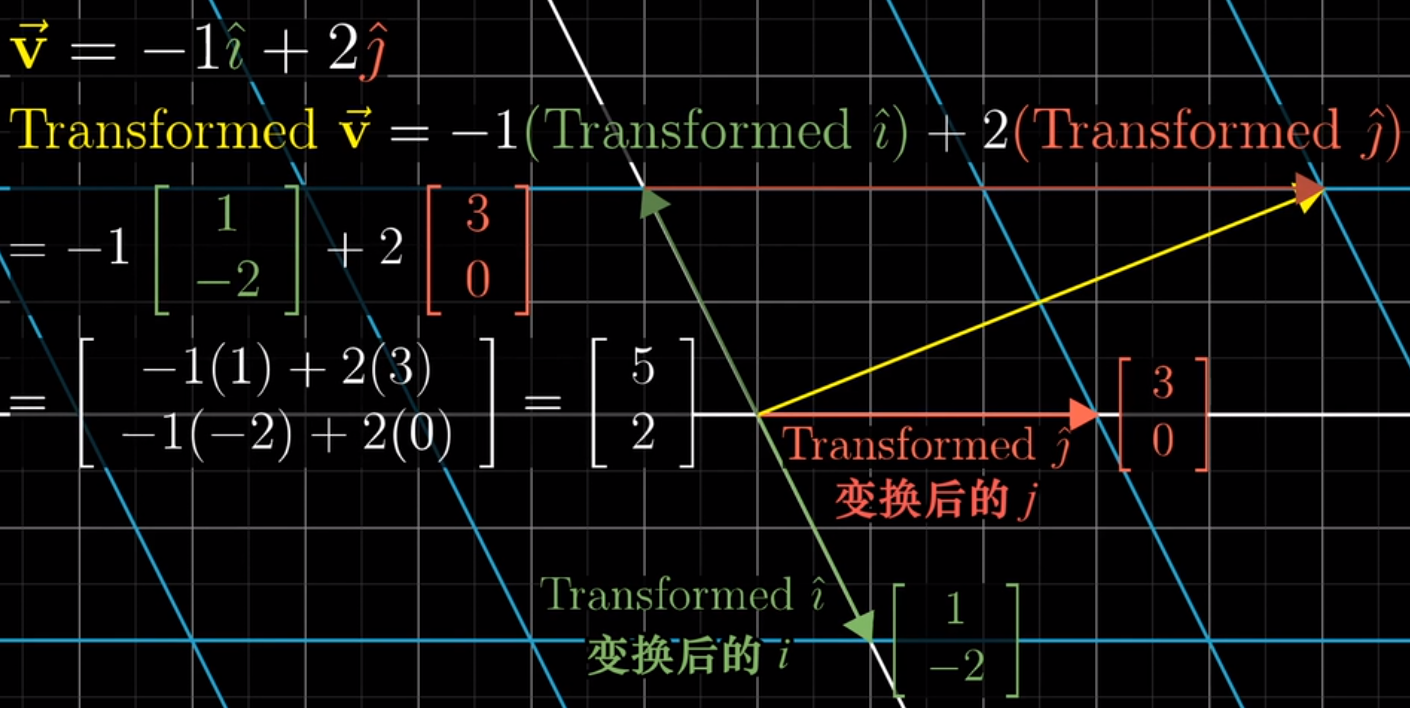 v⃗ = −1î + 2ĵ
Transformed v⃗ = −1(Transformed î) + 2(Transformed ĵ)
= −1 [1 −2] + 2 [3 0]
= [−1(1) + 2(3) −1(−2) + 2(0)] = [5 2]
Transformed ĵ [3 0]
变换后的 j
Transformed î [1 −2]
变换后的 i